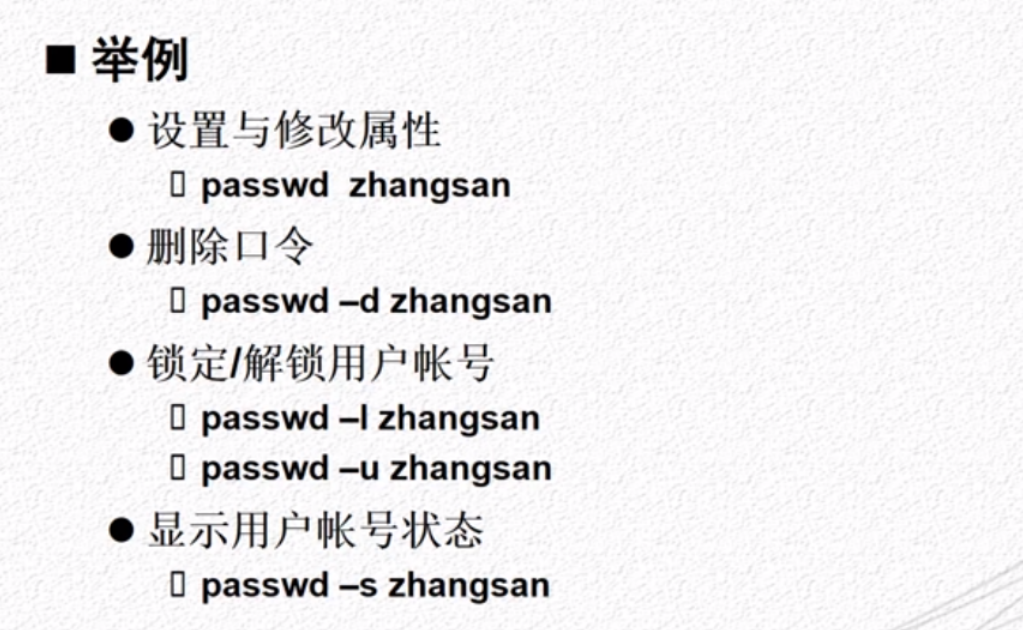 ■ 举例
● 设置与修改属性
▯ passwd  zhangsan
● 删除口令
▯ passwd –d zhangsan
● 锁定/解锁用户帐号
▯ passwd –l zhangsan
▯ passwd –u zhangsan
● 显示用户帐号状态
▯ passwd –s zhangsan